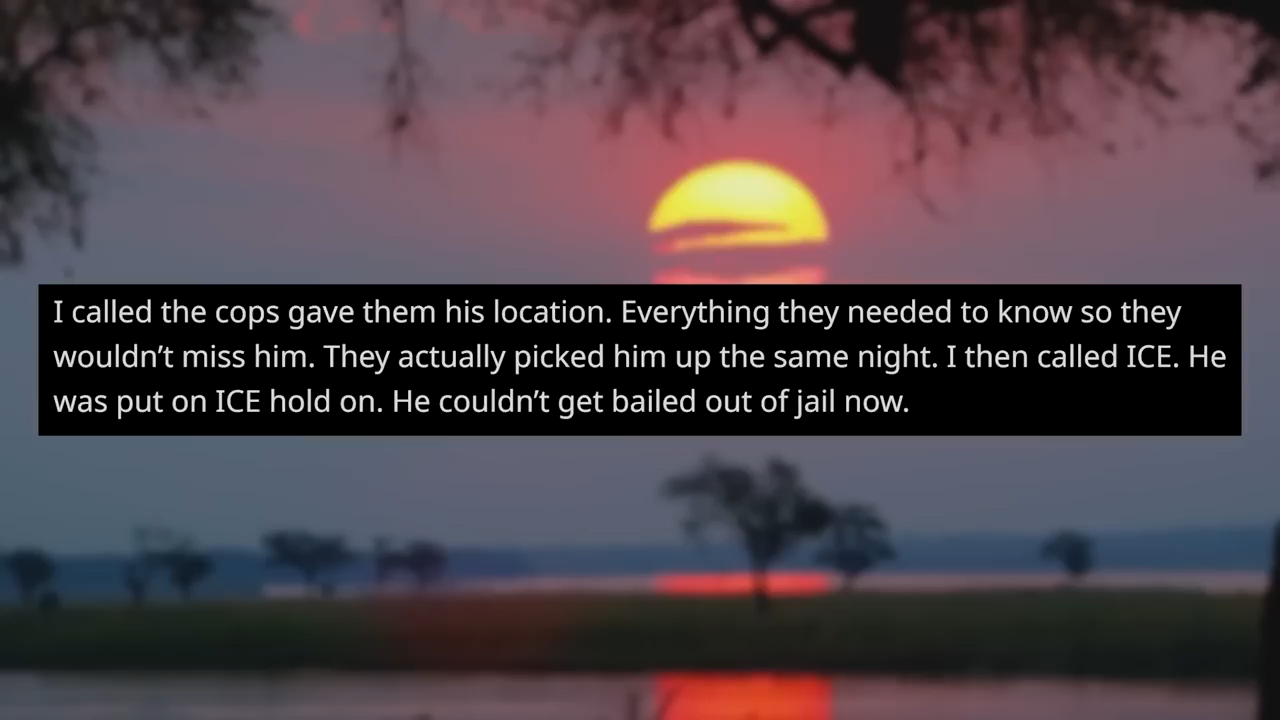 I called the cops gave them his location. Everything they needed to know so they
wouldn’t miss him. They actually picked him up the same night. I then called ICE. He
was put on ICE hold on. He couldn’t get bailed out of jail now.